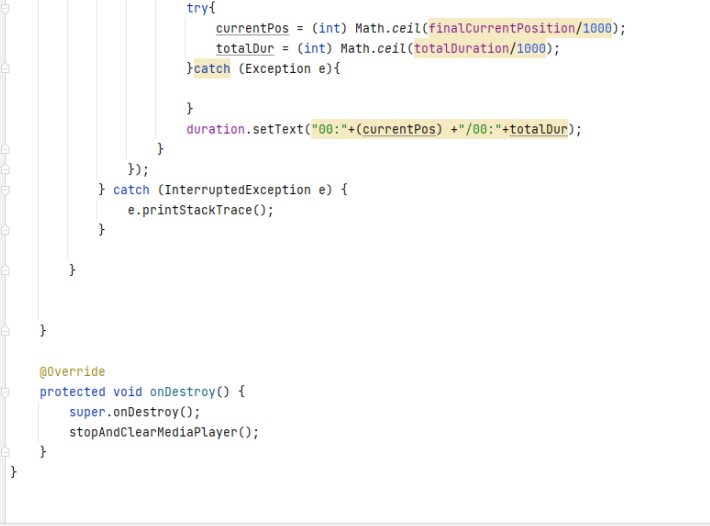 try{
currentPos = (int) Math.ceil(finalCurrentPosition/1000);
totalDur = (int) Math.ceil(totalDuration/1000);
}catch (Exception e){
}
duration.setText("00:"+(currentPos) +"/00:"+totalDur);
}
});
} catch (InterruptedException e) {
e.printStackTrace();
}
}
}
@Override
protected void onDestroy() {
super.onDestroy();
stopAndClearMediaPlayer();
}
}